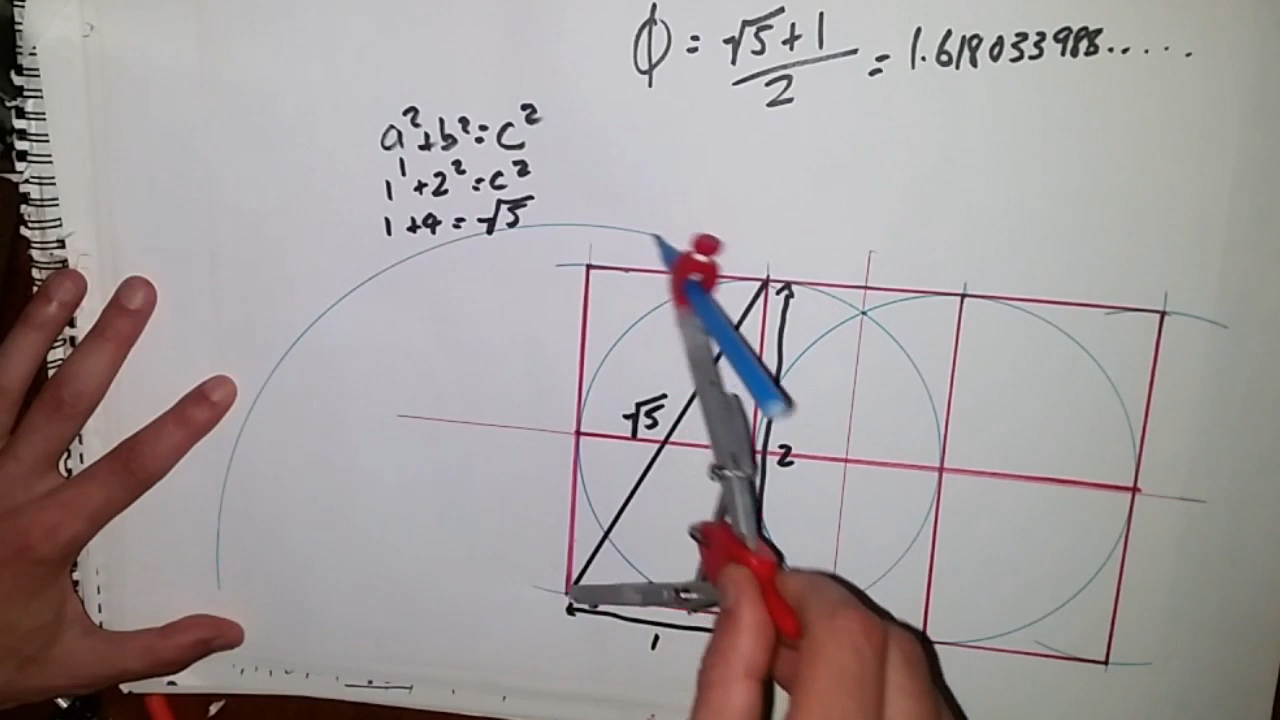 ϕ = √5+1 / 2 = 1.618033988.....
a²+b²=c²
1¹+2²=c²
1+4=√5
√5
2
1